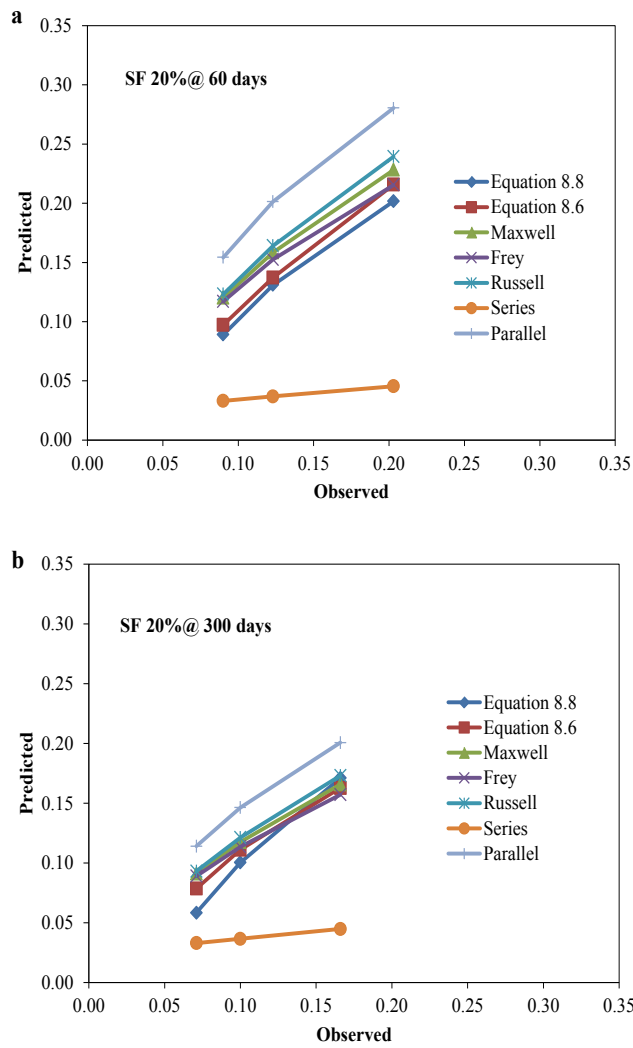 a
0.35
0.30
0.25
0.20
0.15
0.10
0.05
0.00
Predicted
SF 20%@ 60 days
Equation 8.8
Equation 8.6
Maxwell
Frey
Russell
Series
Parallel
0.00 0.05 0.10 0.15 0.20 0.25 0.30 0.35
Observed
b
0.35
0.30
0.25
0.20
0.15
0.10
0.05
0.00
Predicted
SF 20%@ 300 days
Equation 8.8
Equation 8.6
Maxwell
Frey
Russell
Series
Parallel
0.00 0.05 0.10 0.15 0.20 0.25 0.30 0.35
Observed